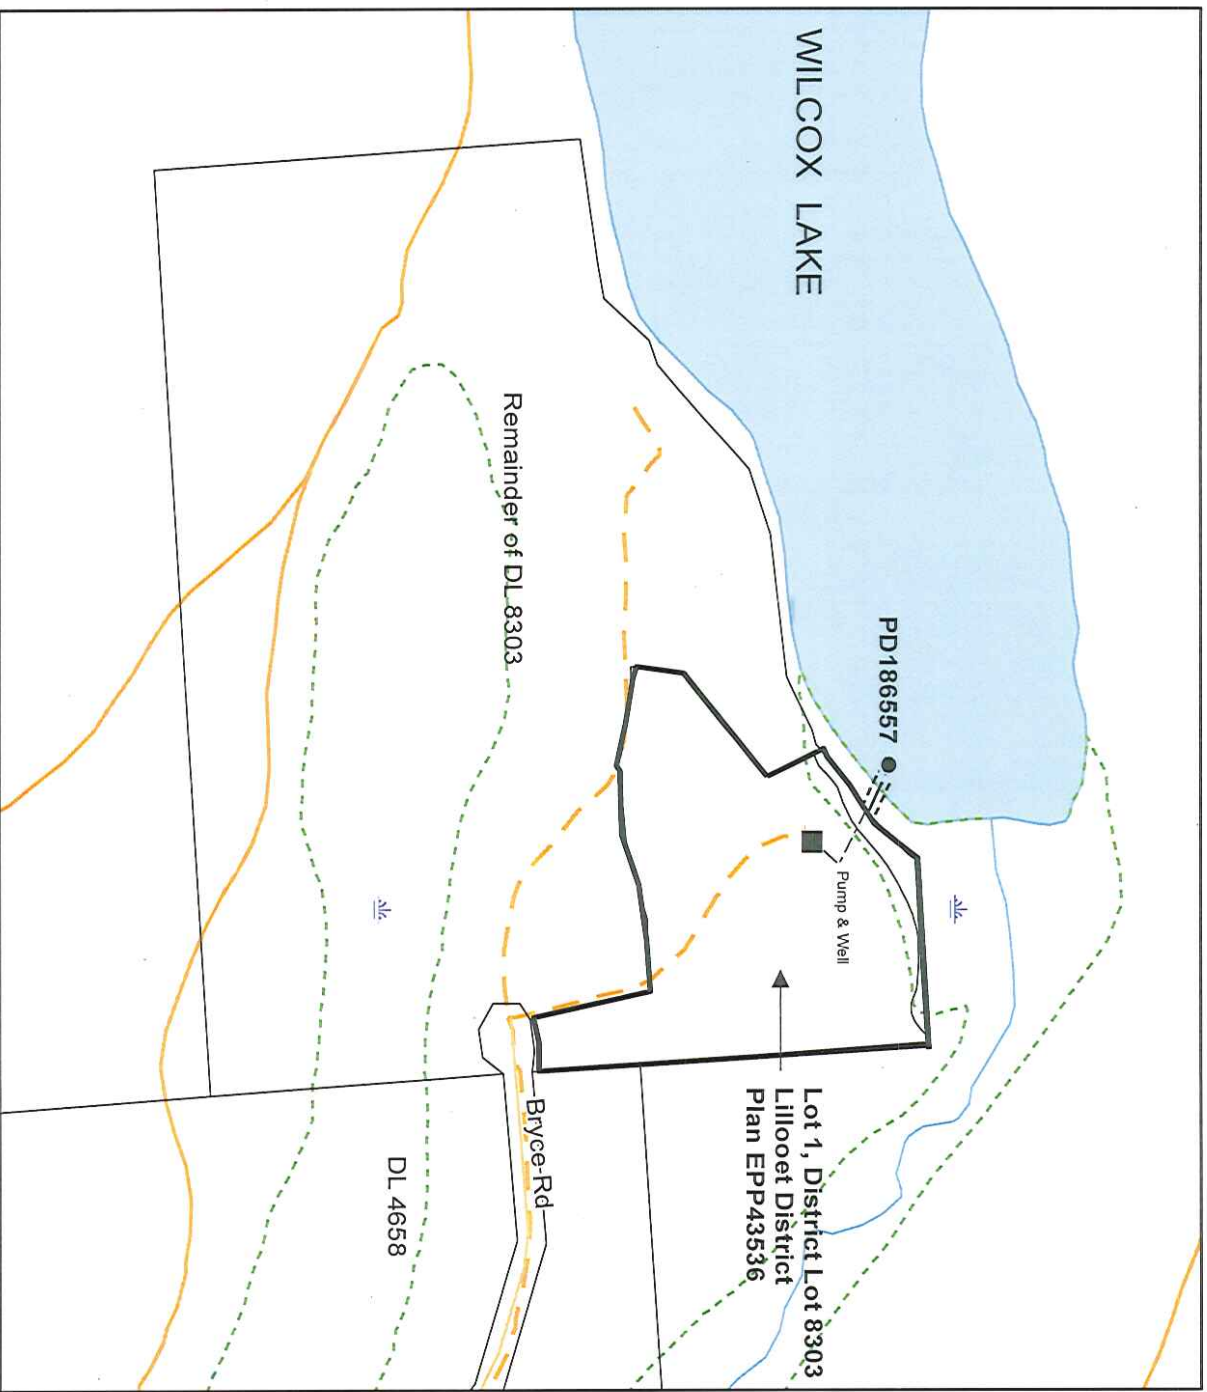 WILCOX LAKE
PD186557
Pump & Well
Lot 1, District Lot 8303
Lillooet District
Plan EPP43536
Remainder of DL 8303
Bryce-Rd
DL 4658